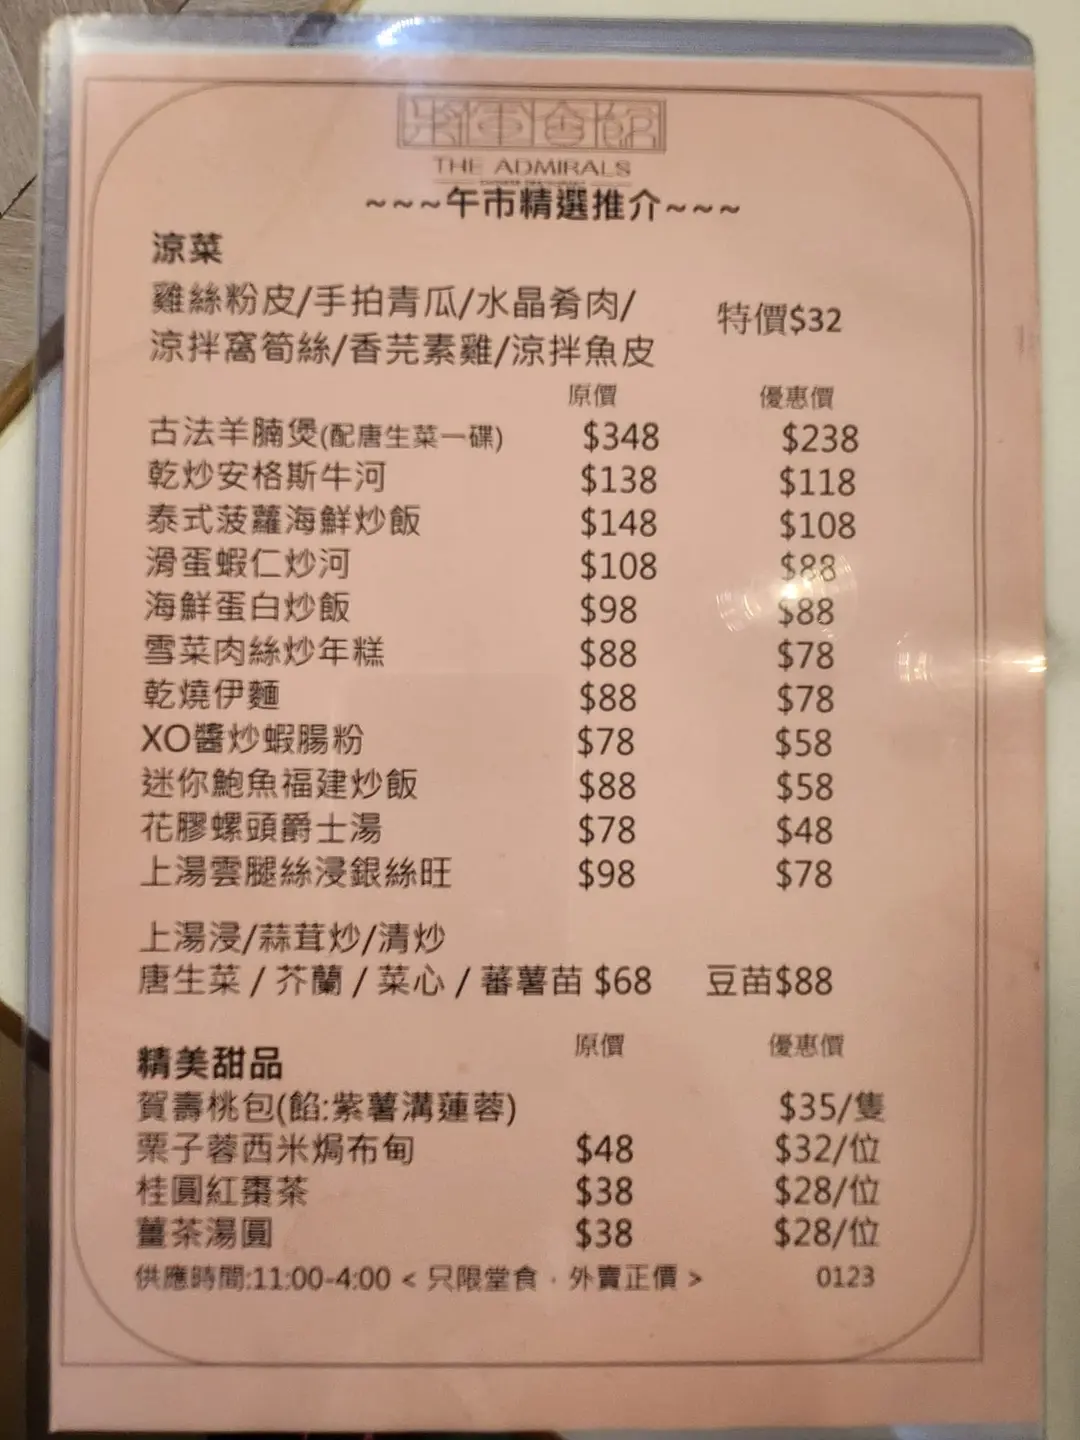 將軍會館
THE ADMIRALS
~~~午市精選推介~~~
涼菜
雞絲粉皮/手拍青瓜/水晶肴肉/
涼拌窩筍絲/香芫素雞/涼拌魚皮 特價$32
原價 優惠價
古法羊腩煲(配唐生菜一碟) $348 $238
乾炒安格斯牛河 $138 $118
泰式菠蘿海鮮炒飯 $148 $108
滑蛋蝦仁炒河 $108 $88
海鮮蛋白炒飯 $98 $88
雪菜肉絲炒年糕 $88 $78
乾燒伊麵 $88 $78
XO醬炒蝦腸粉 $78 $58
迷你鮑魚福建炒飯 $88 $58
花膠螺頭爵士湯 $78 $48
上湯雲腿絲浸銀絲旺 $98 $78
上湯浸/蒜茸炒/清炒
唐生菜 / 芥蘭 / 菜心 / 蕃薯苗 $68 豆苗$88
精美甜品 原價 優惠價
賀壽桃包(餡:紫薯溝蓮蓉) $35/隻
栗子蓉西米焗布甸 $48 $32/位
桂圓紅棗茶 $38 $28/位
薑茶湯圓 $38 $28/位
供應時間:11:00-4:00 < 只限堂食，外賣正價 > 0123